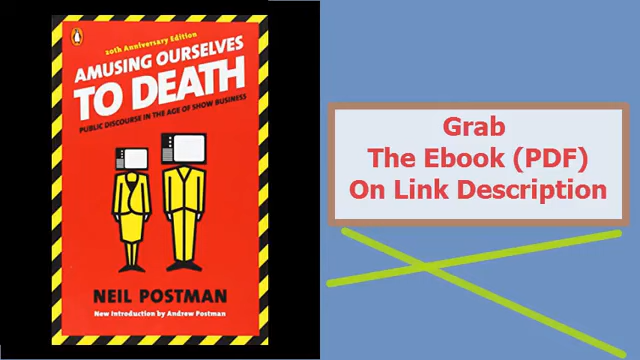 20th Anniversary Edition
AMUSING OURSELVES
TO DEATH
PUBLIC DISCOURSE IN THE AGE OF SHOW BUSINESS
NEIL POSTMAN
New Introduction by Andrew Postman
Grab
The Ebook (PDF)
On Link Description